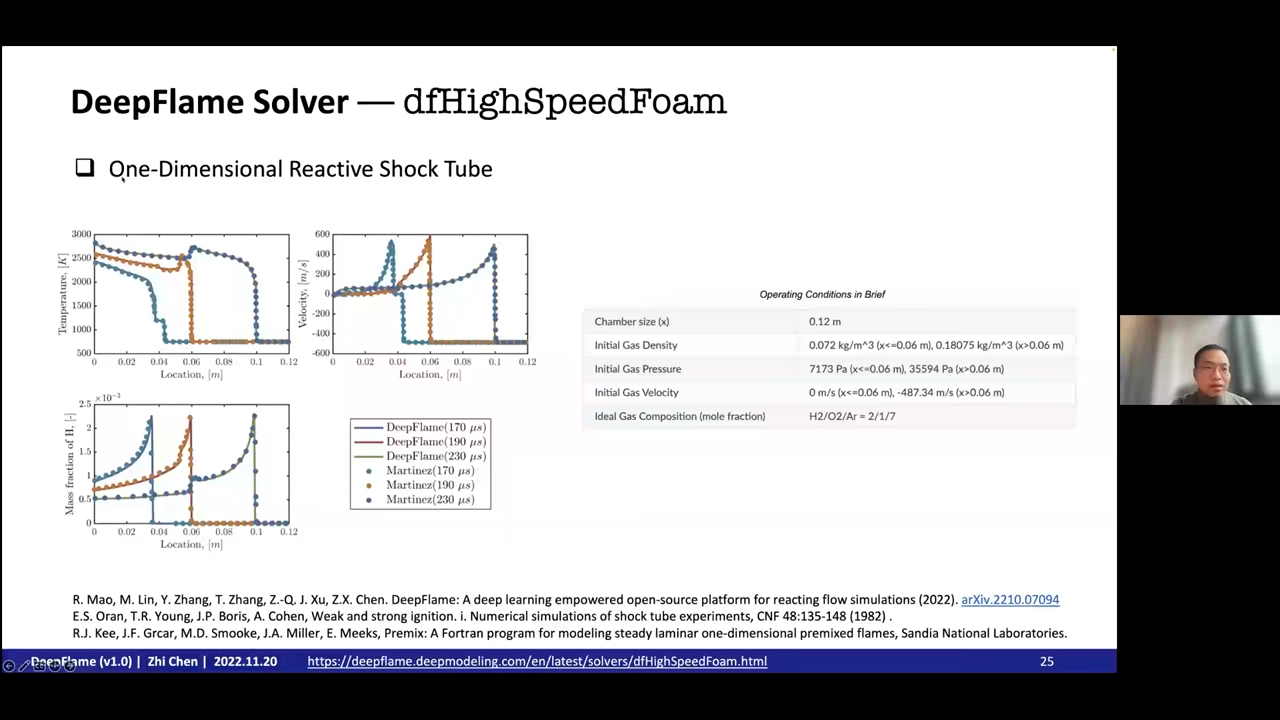 DeepFlame Solver — dfHighSpeedFoam
❑ One-Dimensional Reactive Shock Tube
3000
2500
2000
1500
1000
500
Temperature, [K]
0 0.02 0.04 0.06 0.08 0.1 0.12
Location, [m]
600
400
200
0
-200
-400
-600
Velocity, [m/s]
0 0.02 0.04 0.06 0.08 0.1 0.12
Location, [m]
×10⁻³
2.5
2
1.5
1
0.5
0
Mass fraction of H, [-]
0 0.02 0.04 0.06 0.08 0.1 0.12
Location, [m]
DeepFlame(170 μs)
DeepFlame(190 μs)
DeepFlame(230 μs)
Martinez(170 μs)
Martinez(190 μs)
Martinez(230 μs)
Operating Conditions in Brief
Chamber size (x) 0.12 m
Initial Gas Density 0.072 kg/m^3 (x<=0.06 m), 0.18075 kg/m^3 (x>0.06 m)
Initial Gas Pressure 7173 Pa (x<=0.06 m), 35594 Pa (x>0.06 m)
Initial Gas Velocity 0 m/s (x<=0.06 m), -487.34 m/s (x>0.06 m)
Ideal Gas Composition (mole fraction) H2/O2/Ar = 2/1/7
R. Mao, M. Lin, Y. Zhang, T. Zhang, Z.-Q. J. Xu, Z.X. Chen. DeepFlame: A deep learning empowered open-source platform for reacting flow simulations (2022). arXiv.2210.07094
E.S. Oran, T.R. Young, J.P. Boris, A. Cohen, Weak and strong ignition. i. Numerical simulations of shock tube experiments, CNF 48:135-148 (1982) .
R.J. Kee, J.F. Grcar, M.D. Smooke, J.A. Miller, E. Meeks, Premix: A Fortran program for modeling steady laminar one-dimensional premixed flames, Sandia National Laboratories.
DeepFlame (v1.0) | Zhi Chen | 2022.11.20 https://deepflame.deepmodeling.com/en/latest/solvers/dfHighSpeedFoam.html 25